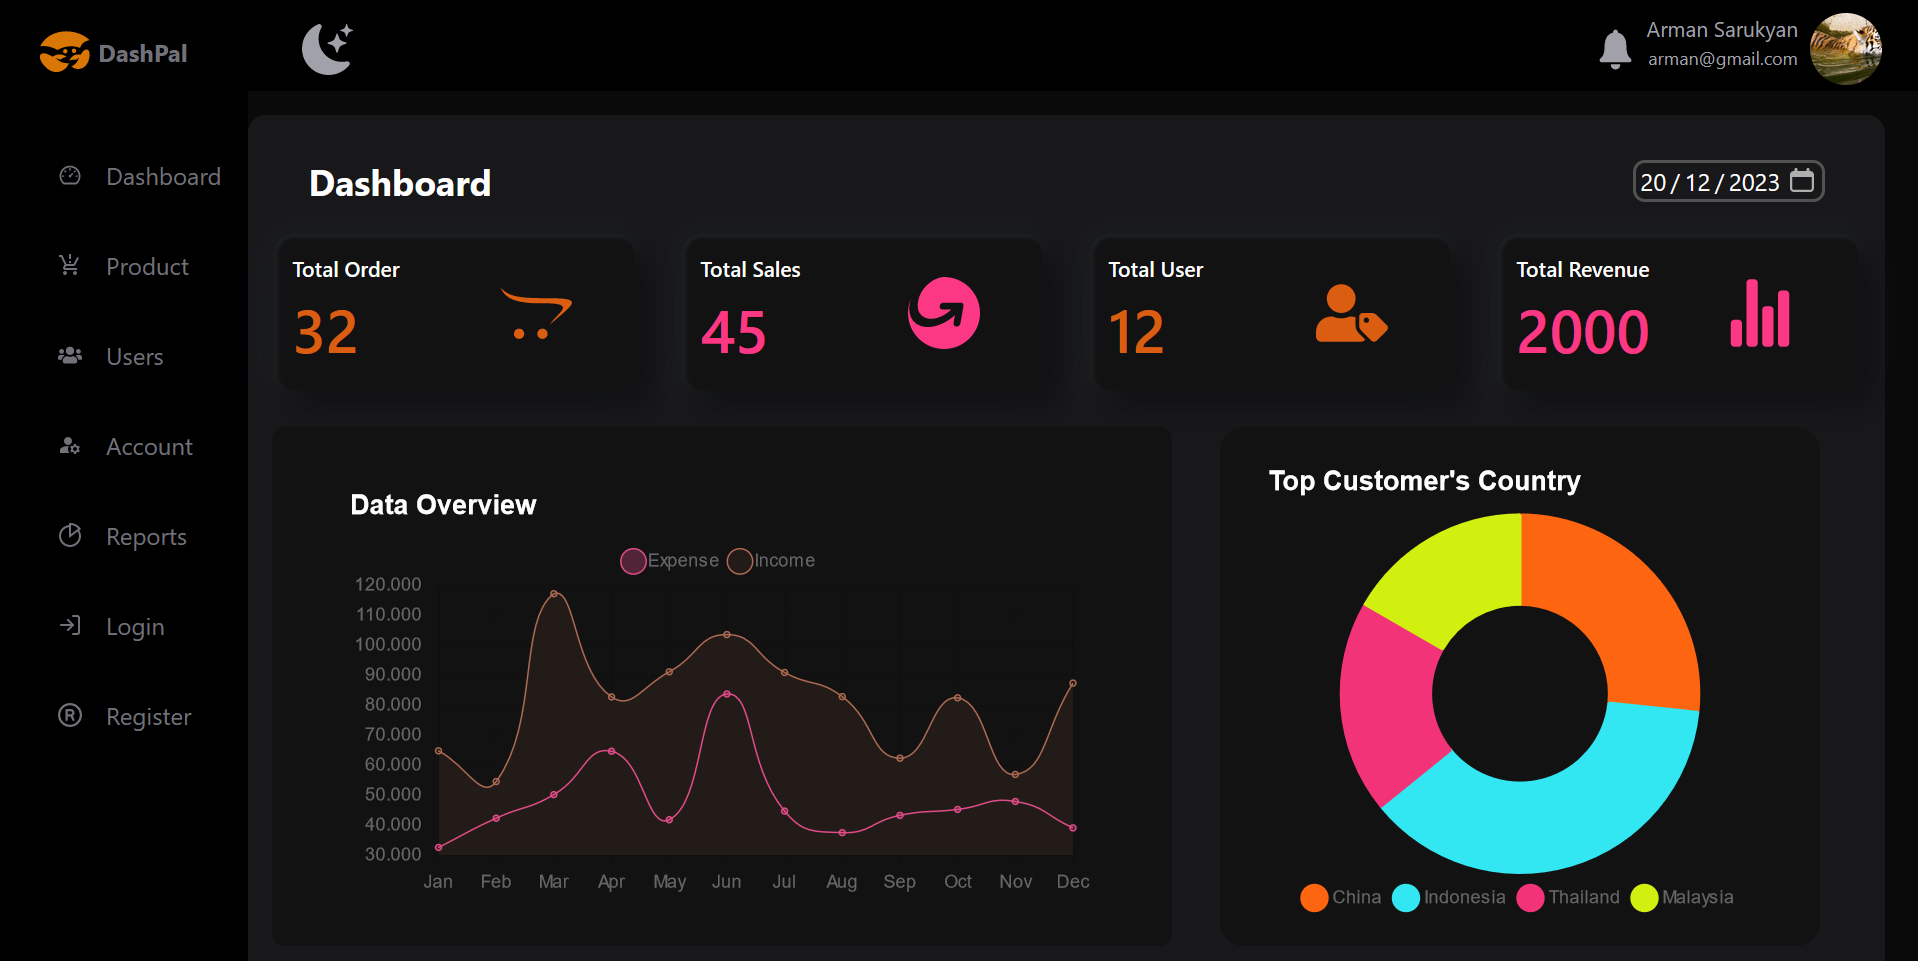 DashPal
Arman Sarukyan
arman@gmail.com
Dashboard
Product
Users
Account
Reports
Login
Register
Dashboard
20/12/2023
Total Order
32
Total Sales
45
Total User
12
Total Revenue
2000
Data Overview
Expense Income
120.000
110.000
100.000
90.000
80.000
70.000
60.000
50.000
40.000
30.000
Jan Feb Mar Apr May Jun Jul Aug Sep Oct Nov Dec
Top Customer's Country
China Indonesia Thailand Malaysia